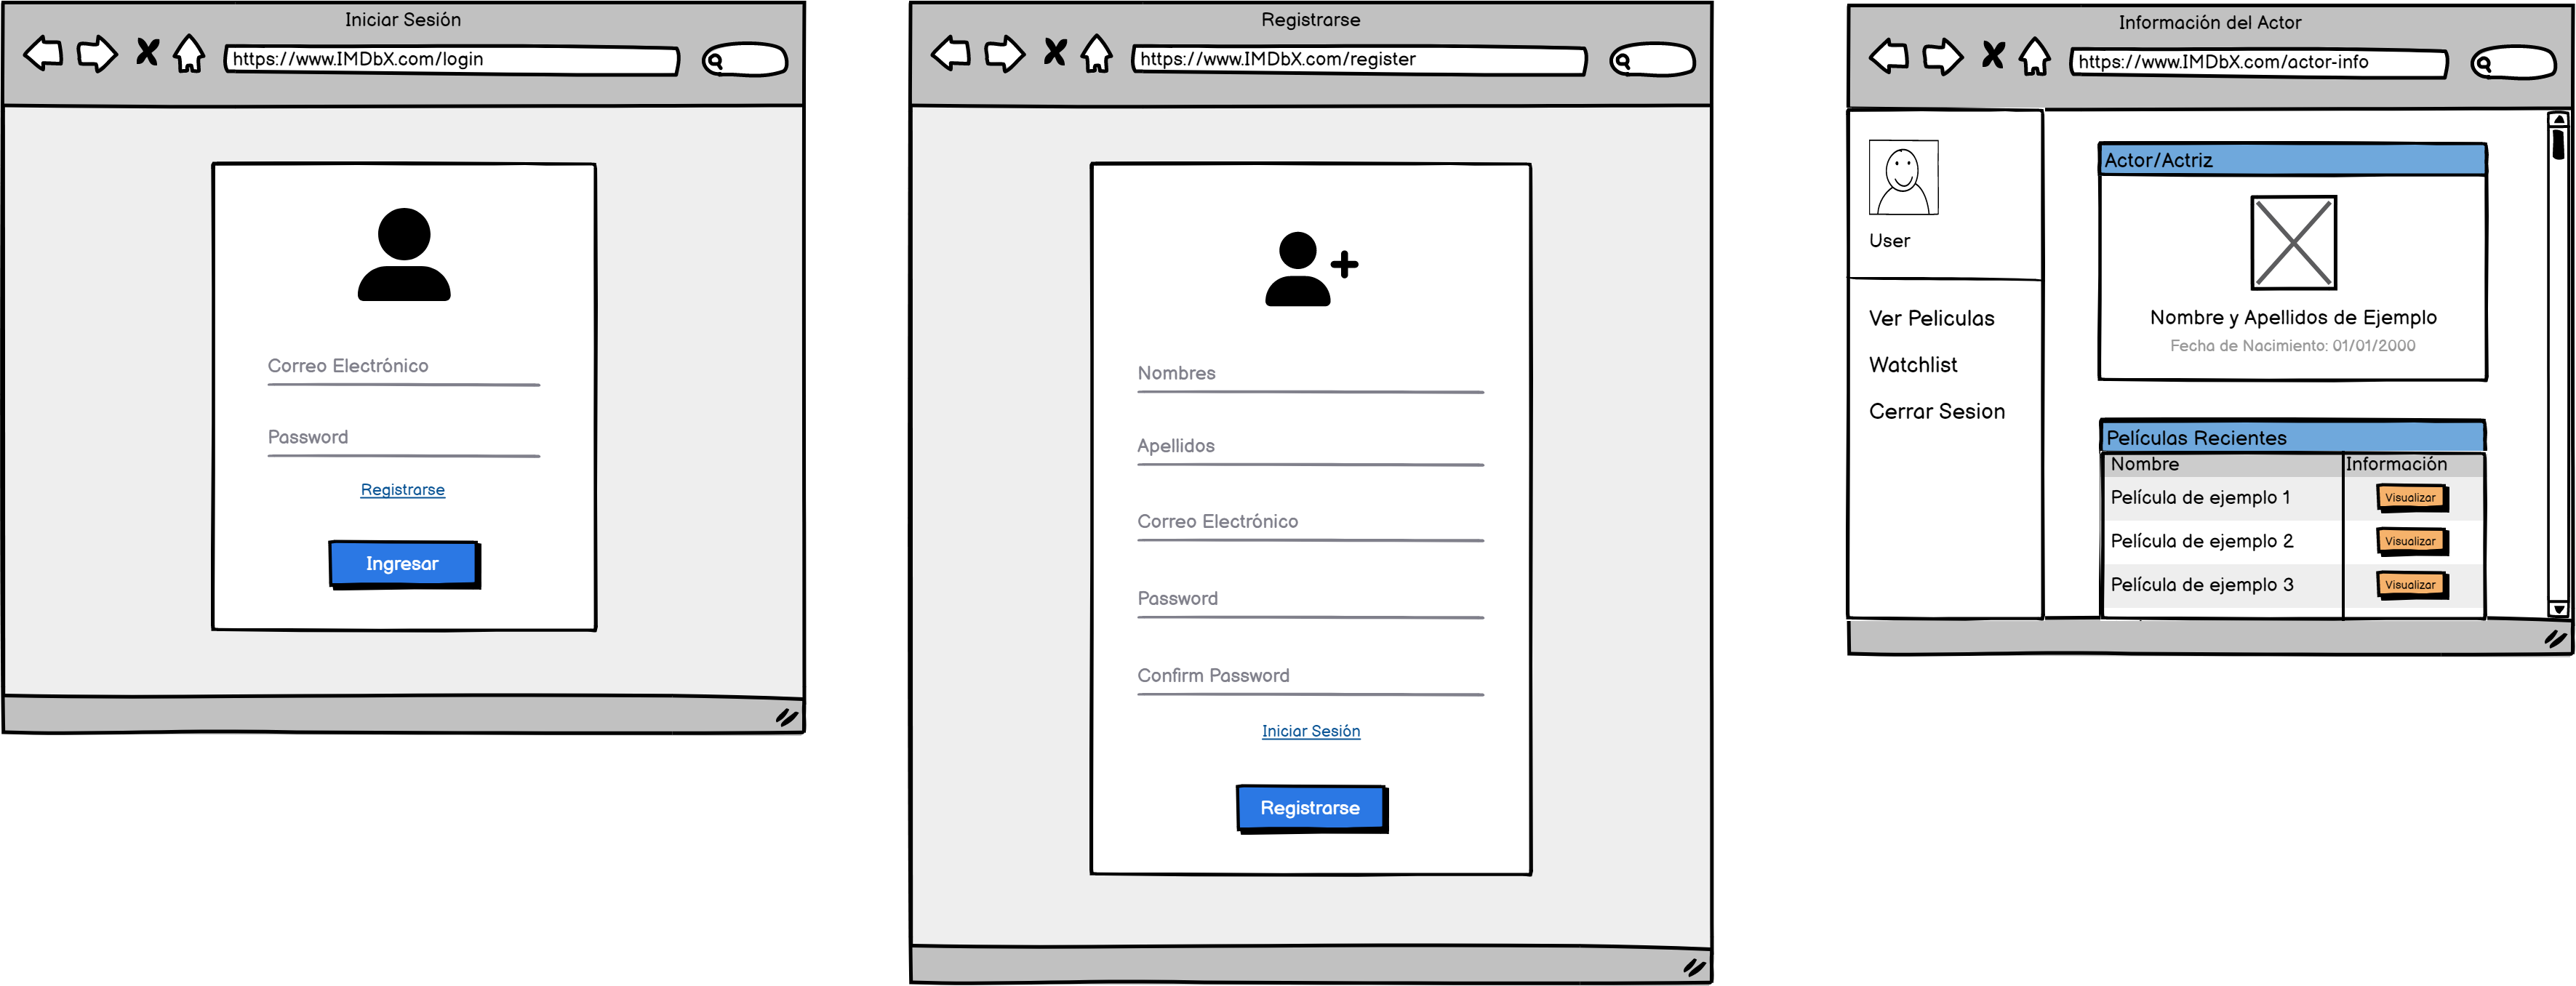 Iniciar Sesión
https://www.IMDbX.com/login
Correo Electrónico
Password
Registrarse
Ingresar
Registrarse
https://www.IMDbX.com/register
Nombres
Apellidos
Correo Electrónico
Password
Confirm Password
Iniciar Sesión
Registrarse
Información del Actor
https://www.IMDbX.com/actor-info
User
Ver Peliculas
Watchlist
Cerrar Sesion
Actor/Actriz
Nombre y Apellidos de Ejemplo
Fecha de Nacimiento: 01/01/2000
Películas Recientes
Nombre Información
Película de ejemplo 1 Visualizar
Película de ejemplo 2 Visualizar
Película de ejemplo 3 Visualizar